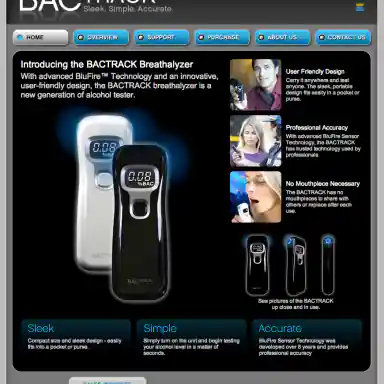 BACTRACK
Sleek. Simple. Accurate.
HOME
OVERVIEW
SUPPORT
PURCHASE
ABOUT US
CONTACT US
Introducing the BACTRACK Breathalyzer
With advanced BluFire™ Technology and an innovative,
user-friendly design, the BACTRACK breathalyzer is a
new generation of alcohol tester.
User Friendly Design
Carry it anywhere and test
anyone. The sleek, portable
design fits easily in a pocket or
purse.
Professional Accuracy
With advanced BluFire Sensor
Technology, the BACTRACK
has trusted technology used by
professionals.
No Mouthpiece Necessary
The BACTRACK has no
mouthpieces to share with
others or replace after each
use.
0.08
%BAC
0.08
%BAC
BACTRACK
See pictures of the BACTRACK
up close and in use.
Sleek
Compact size and sleek design - easily
fits into a pocket or purse.
Simple
Simply turn on the unit and begin testing
your alcohol level in a matter of
seconds.
Accurate
BluFire Sensor Technology was
developed over 8 years and provides
professional accuracy